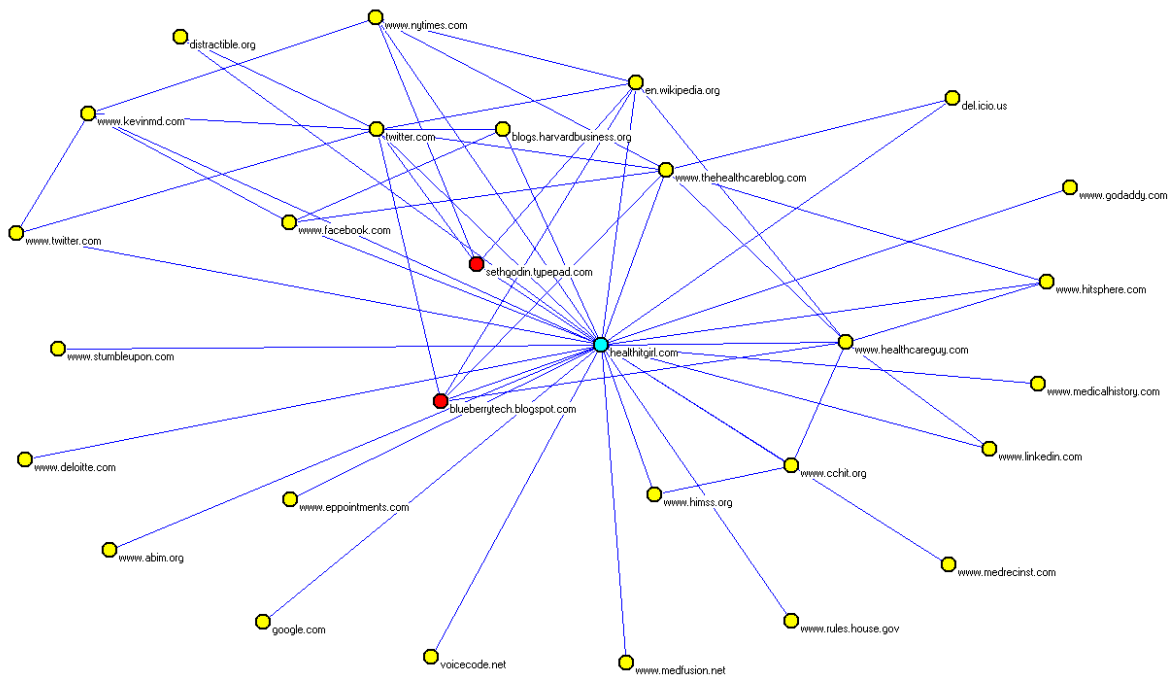 www.nytimes.com
distractible.org
en.wikipedia.org
del.icio.us
www.kevinmd.com
twitter.com
blogs.harvardbusiness.org
www.thehealthcareblog.com
www.godaddy.com
www.facebook.com
www.twitter.com
sethgodin.typepad.com
www.hitsphere.com
www.stumbleupon.com
healthitgirl.com
www.healthcareguy.com
www.medicalhistory.com
blueberrytech.blogspot.com
www.linkedin.com
www.deloitte.com
www.cchit.org
www.himss.org
www.eppointments.com
www.abim.org
www.medrecinst.com
google.com
www.rules.house.gov
voicecode.net
www.medfusion.net